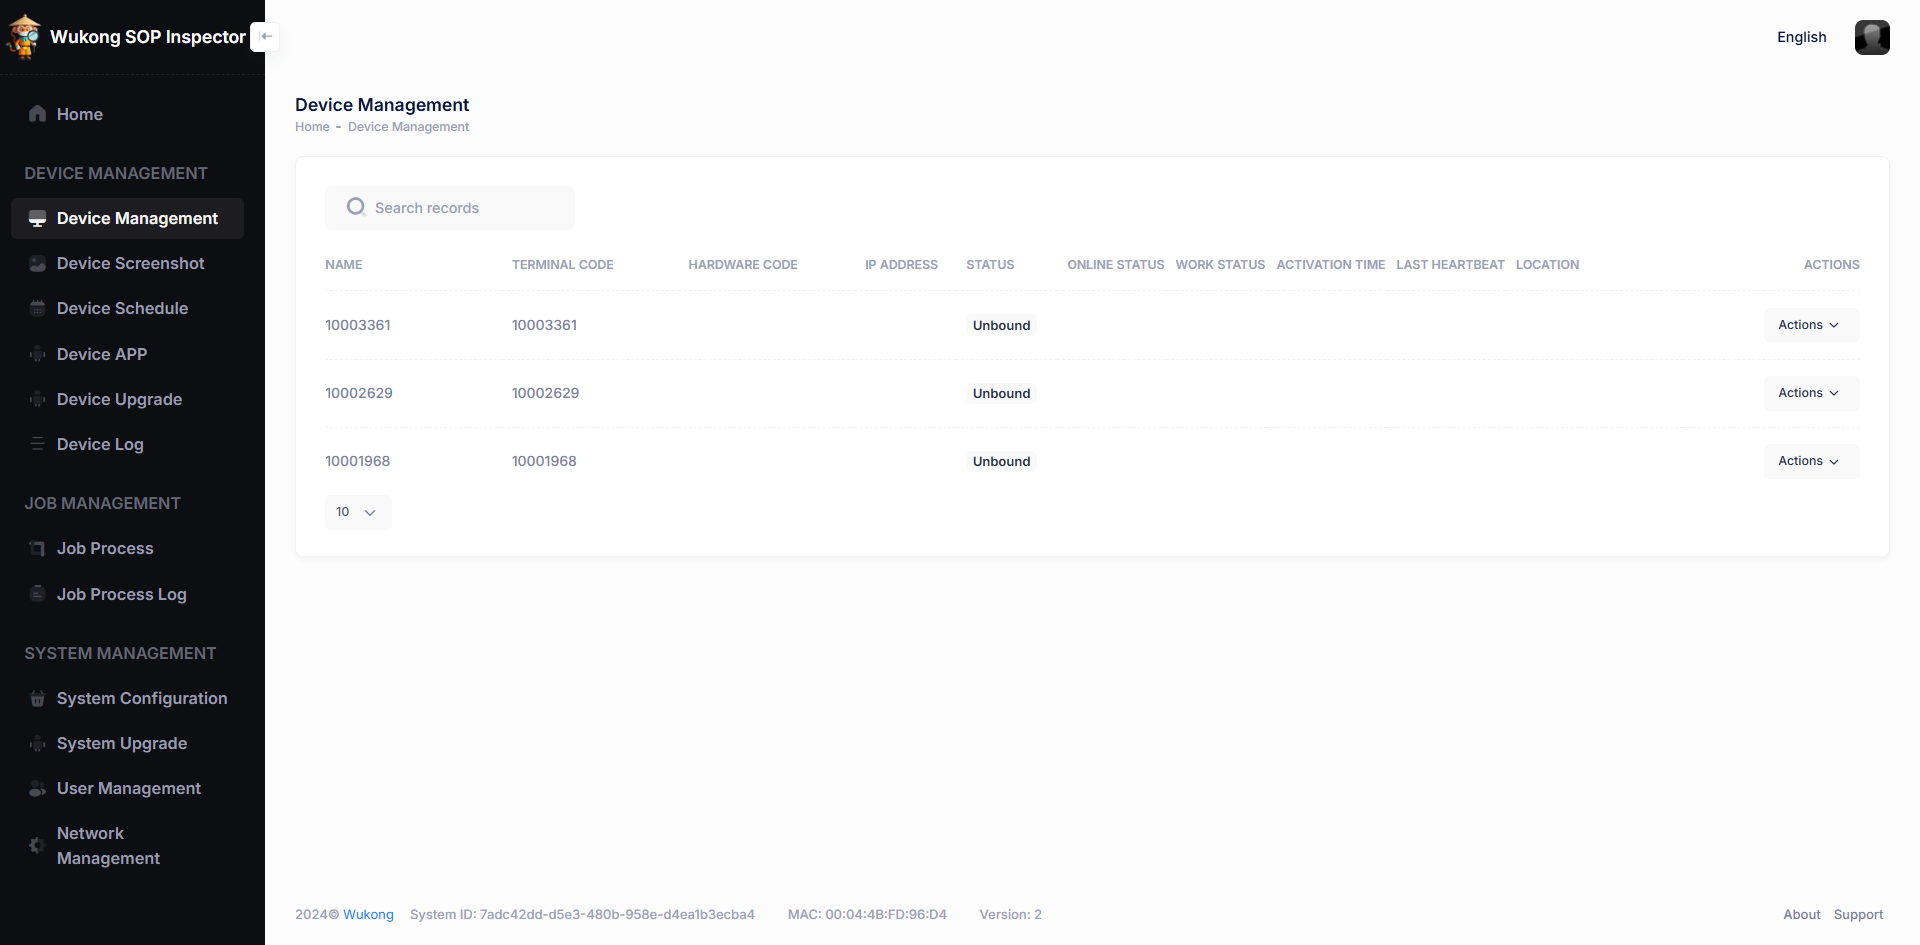 Wukong SOP Inspector
English
Home
DEVICE MANAGEMENT
Device Management
Device Screenshot
Device Schedule
Device APP
Device Upgrade
Device Log
JOB MANAGEMENT
Job Process
Job Process Log
SYSTEM MANAGEMENT
System Configuration
System Upgrade
User Management
Network
Management
Device Management
Home - Device Management
Search records
NAME TERMINAL CODE HARDWARE CODE IP ADDRESS STATUS ONLINE STATUS WORK STATUS ACTIVATION TIME LAST HEARTBEAT LOCATION ACTIONS
10003361 10003361 Unbound Actions
10002629 10002629 Unbound Actions
10001968 10001968 Unbound Actions
10
2024© Wukong System ID: 7adc42dd-d5e3-480b-958e-d4ea1b3ecba4 MAC: 00:04:4B:FD:96:D4 Version: 2 About Support